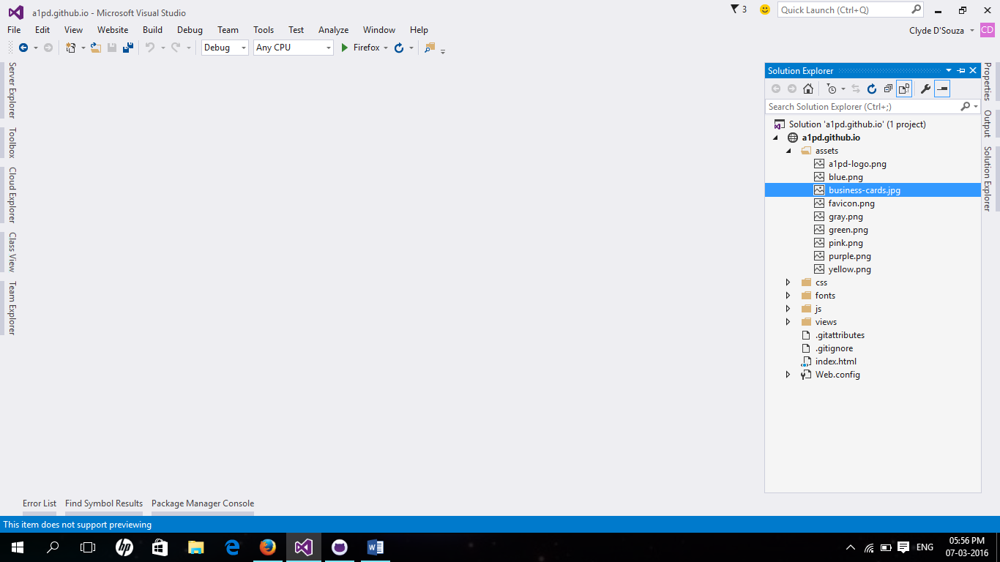 a1pd.github.io - Microsoft Visual Studio
3
Quick Launch (Ctrl+Q)
File Edit View Website Build Debug Team Tools Test Analyze Window Help
Clyde D'Souza
CD
Debug
Any CPU
Firefox
Server Explorer
Toolbox
Cloud Explorer
Class View
Team Explorer
Solution Explorer
Search Solution Explorer (Ctrl+;)
Solution 'a1pd.github.io' (1 project)
a1pd.github.io
assets
a1pd-logo.png
blue.png
business-cards.jpg
favicon.png
gray.png
green.png
pink.png
purple.png
yellow.png
css
fonts
js
views
.gitattributes
.gitignore
index.html
Web.config
Properties
Output
Solution Explorer
Error List Find Symbol Results Package Manager Console
This item does not support previewing
hp
ENG
05:56 PM
07-03-2016